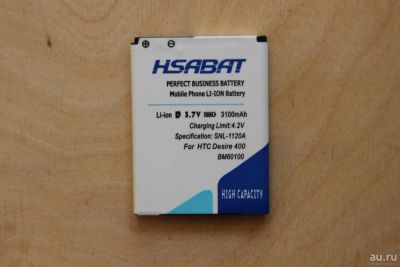 HSABAT
PERFECT BUSINESS BATTERY
Mobile Phone LI-ION Battery
Li-ion 3.7V 3100mAh
Charging Limit:4.2V
Specification: SNL-1120A
For HTC Desire 400
BM60100
HIGH CAPACITY
au.ru